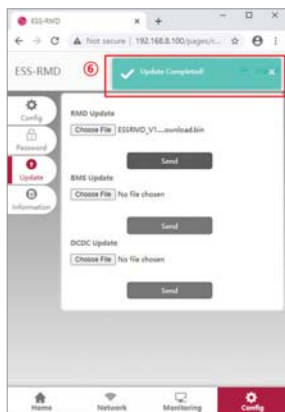 ESS-RMD
Not secure | 192.168.8.100/pages/c...
ESS-RMD
⑥
Update Completed!
Config
Password
Update
Information
RMD Update
Choose File ESSRMD_V1....ownload.bin
Send
BMS Update
Choose File No file chosen
Send
DCDC Update
Choose File No file chosen
Send
Home Network Monitoring Config